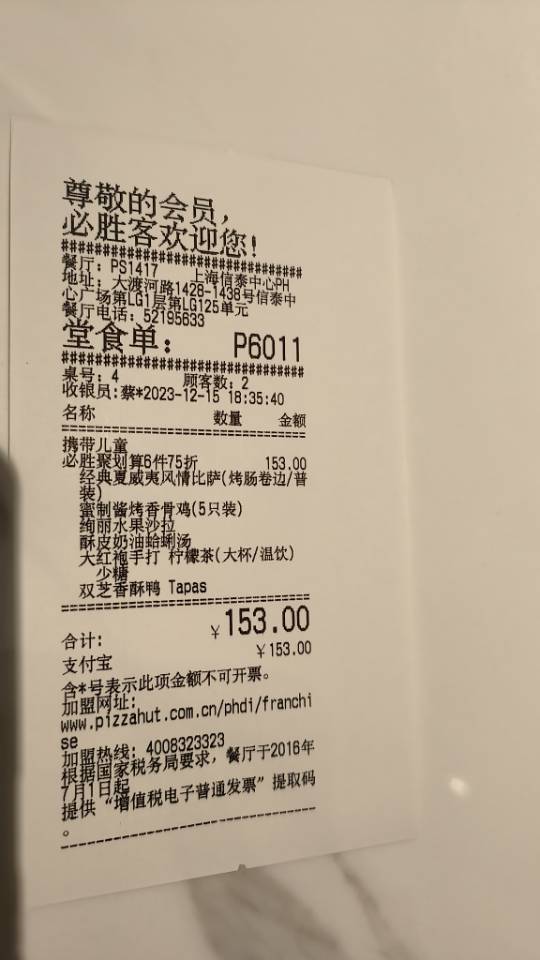 尊敬的会员,
必胜客欢迎您!
####################################
餐厅: PS1417 上海信泰中心PH
地址: 大渡河路1428-1438号信泰中
心广场第LG1层第LG125单元
餐厅电话: 52195633
堂食单: P6011
####################################
桌号: 4 顾客数: 2
收银员:蔡*2023-12-15 18:35:40
名称 数量 金额
====================================
携带儿童
必胜聚划算6件75折 153.00
经典夏威夷风情比萨(烤肠卷边/普
装)
蜜制酱烤香骨鸡(5只装)
绚丽水果沙拉
酥皮奶油蛤蜊汤
大红袍手打 柠檬茶(大杯/温饮)
少糖
双芝香酥鸭 Tapas
====================================
合计: ¥153.00
支付宝 ¥153.00
含*号表示此项金额不可开票。
加盟网址:
www.pizzahut.com.cn/phdi/franchi
se
加盟热线: 4008323323
根据国家税务局要求, 餐厅于2016年
7月1日起
提供“增值税电子普通发票”提取码
。
------------------------------------